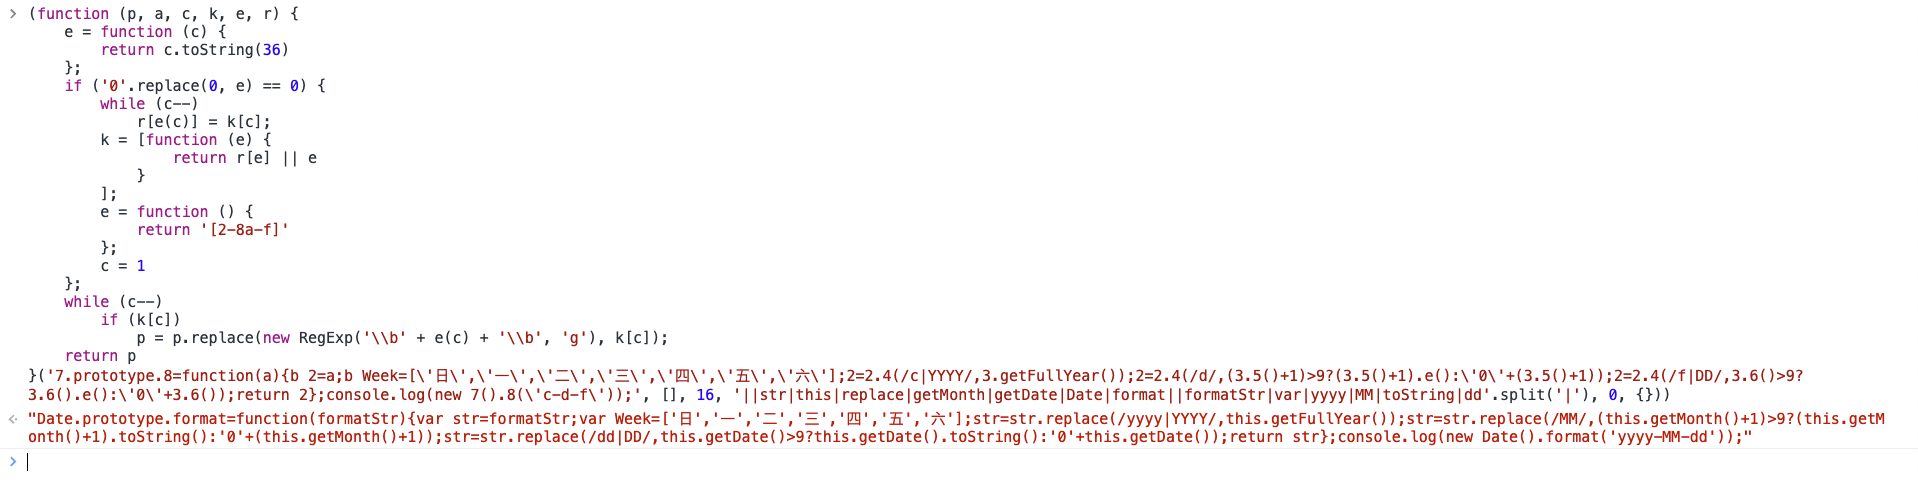 (function (p, a, c, k, e, r) {
    e = function (c) {
        return c.toString(36)
    };
    if ('0'.replace(0, e) == 0) {
        while (c--)
            r[e(c)] = k[c];
        k = [function (e) {
                return r[e] || e
            }
        ];
        e = function () {
            return '[2-8a-f]'
        };
        c = 1
    };
    while (c--)
        if (k[c])
            p = p.replace(new RegExp('\\b' + e(c) + '\\b', 'g'), k[c]);
    return p
}('7.prototype.8=function(a){b 2=a;b Week=[\'日\',\'一\',\'二\',\'三\',\'四\',\'五\',\'六\'];2=2.4(/c|YYYY/,3.getFullYear());2=2.4(/d/,(3.5()+1)>9?(3.5()+1).e():\'0\'+(3.5()+1));2=2.4(/f|DD/,3.6()>9?
3.6().e():\'0\'+3.6());return 2};console.log(new 7().8(\'c-d-f\'));', [], 16, '||str|this|replace|getMonth|getDate|Date|format||formatStr|var|yyyy|MM|toString|dd'.split('|'), 0, {}))
"Date.prototype.format=function(formatStr){var str=formatStr;var Week=['日','一','二','三','四','五','六'];str=str.replace(/yyyy|YYYY/,this.getFullYear());str=str.replace(/MM/,(this.getMonth()+1)>9?(this.getM
onth()+1).toString():'0'+(this.getMonth()+1));str=str.replace(/dd|DD/,this.getDate()>9?this.getDate().toString():'0'+this.getDate());return str};console.log(new Date().format('yyyy-MM-dd'));"